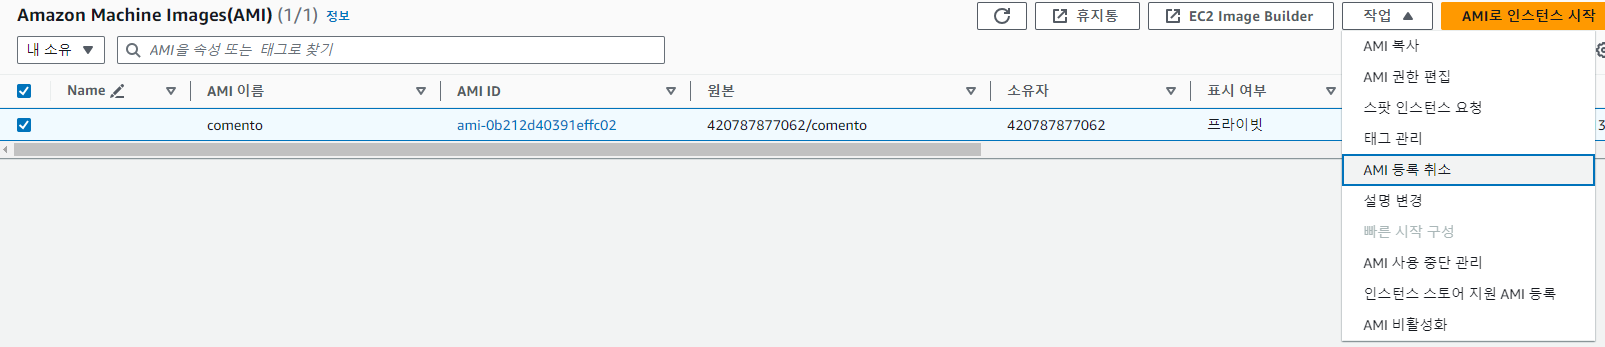 Amazon Machine Images(AMI) (1/1) 정보
휴지통
EC2 Image Builder
작업
AMI로 인스턴스 시작
내 소유
AMI을 속성 또는 태그로 찾기
Name AMI 이름 AMI ID 원본 소유자 표시 여부
comento ami-0b212d40391effc02 420787877062/comento 420787877062 프라이빗 3
AMI 복사
AMI 권한 편집
스팟 인스턴스 요청
태그 관리
AMI 등록 취소
설명 변경
빠른 시작 구성
AMI 사용 중단 관리
인스턴스 스토어 지원 AMI 등록
AMI 비활성화